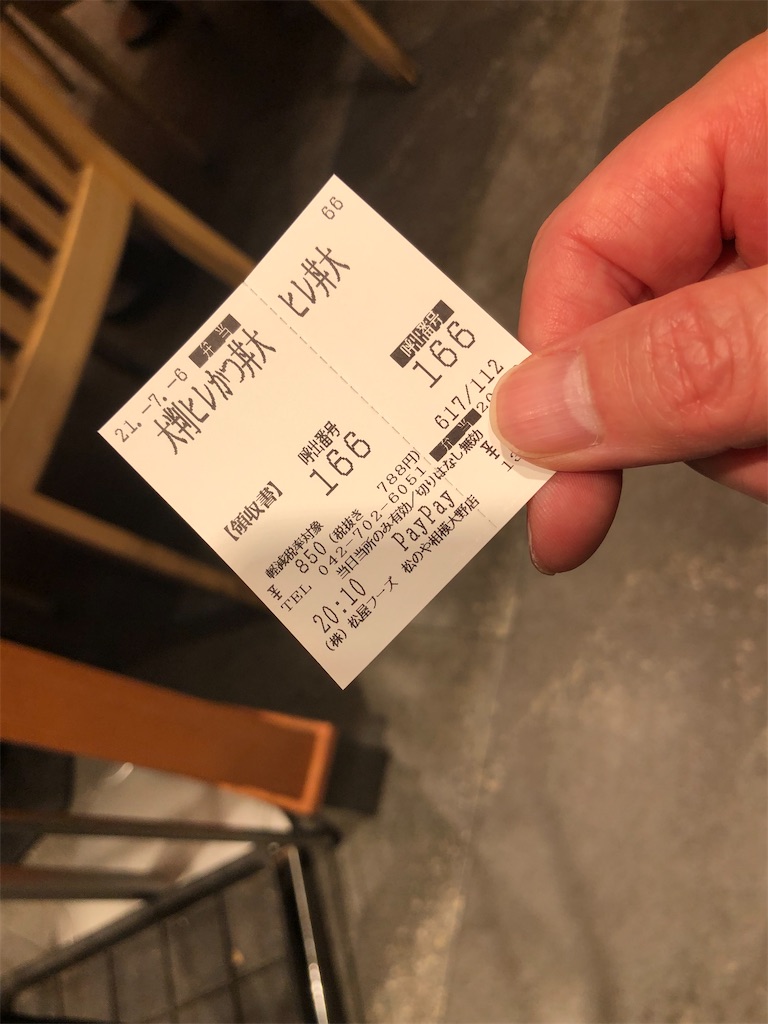 21.-7.-6 弁当
大判ヒレかつ丼大
【領収書】
呼出番号
166
軽減税率対象
¥ 850 (税抜き 788円)
TEL 042-702-6051
当日当所のみ有効/切りはなし無効
20:10 PayPay
(株)松屋フーズ 松のや相模大野店
66
ヒレ丼大
呼出番号
166
617/112
弁当 20
¥ 13